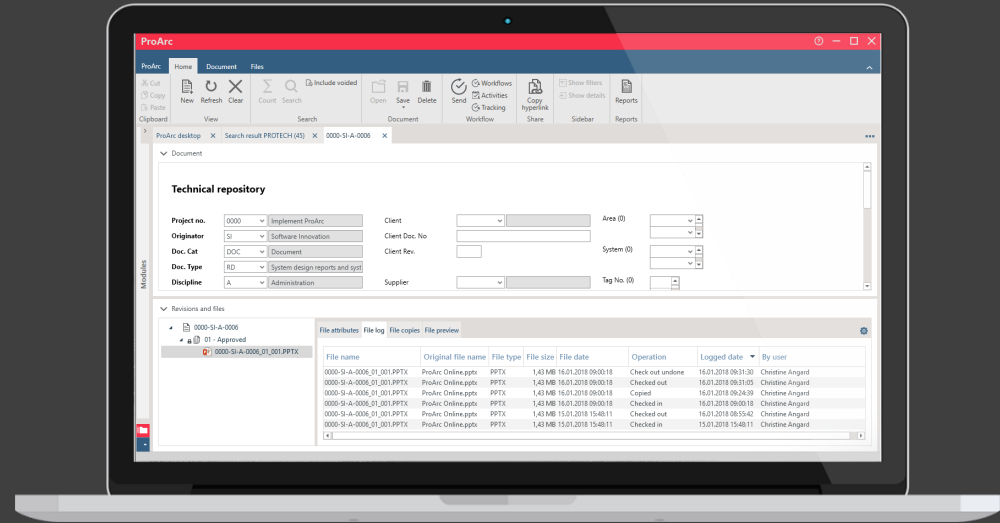 ProArc
ProArc Home Document Files
Cut
Copy
Paste
Clipboard
New Refresh Clear
View
Count Search
Include voided
Search
Open Save Delete
Document
Send
Workflows
Activities
Tracking
Workflow
Copy hyperlink
Share
Show filters
Show details
Sidebar
Reports
Reports
ProArc desktop Search result PROTECH (45) 0000-SI-A-0006
Modules
Document
Technical repository
Project no. 0000 Implement ProArc Client Area (0)
Originator SI Software Innovation Client Doc. No
Doc. Cat DOC Document Client Rev. System (0)
Doc. Type RD System design reports and syst
Discipline A Administration Supplier Tag No. (0)
Revisions and files
0000-SI-A-0006
01 - Approved
0000-SI-A-0006_01_001.PPTX
File attributes File log File copies File preview
File name Original file name File type File size File date Operation Logged date By user
0000-SI-A-0006_01_001.PPTX ProArc Online.pptx PPTX 1,43 MB 16.01.2018 09:00:18 Check out undone 16.01.2018 09:31:30 Christine Angard
0000-SI-A-0006_01_001.PPTX ProArc Online.pptx PPTX 1,43 MB 16.01.2018 09:00:18 Checked out 16.01.2018 09:31:05 Christine Angard
0000-SI-A-0006_01_001.PPTX ProArc Online.pptx PPTX 1,43 MB 16.01.2018 09:00:18 Copied 16.01.2018 09:24:39 Christine Angard
0000-SI-A-0006_01_001.PPTX ProArc Online.pptx PPTX 1,43 MB 16.01.2018 09:00:18 Checked in 16.01.2018 09:00:18 Christine Angard
0000-SI-A-0006_01_001.PPTX ProArc Online.pptx PPTX 1,43 MB 15.01.2018 15:48:11 Checked out 16.01.2018 08:55:42 Christine Angard
0000-SI-A-0006_01_001.PPTX ProArc Online.pptx PPTX 1,43 MB 15.01.2018 15:48:11 Checked in 15.01.2018 15:48:11 Christine Angard